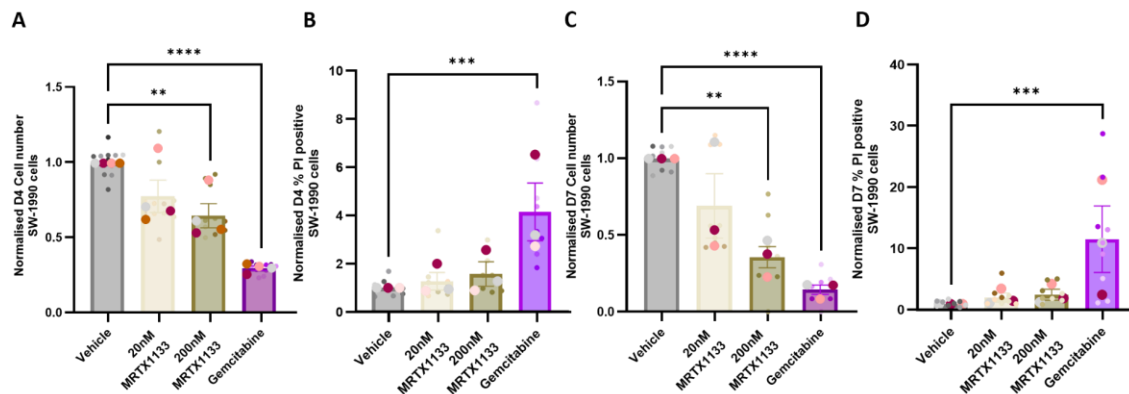 A
Normalised D4 Cell number
SW-1990 cells
1.5
1.0
0.5
0.0
****
**
Vehicle
20nM
MRTX1133
200nM
MRTX1133
Gemcitabine
B
Normalised D4 % PI positive
SW-1990 cells
10
8
6
4
2
0
***
Vehicle
20nM
MRTX1133
200nM
MRTX1133
Gemcitabine
C
Normalised D7 Cell number
SW-1990 cells
1.5
1.0
0.5
0.0
****
**
Vehicle
20nM
MRTX1133
200nM
MRTX1133
Gemcitabine
D
Normalised D7 % PI positive
SW-1990 cells
40
30
20
10
0
***
Vehicle
20nM
MRTX1133
200nM
MRTX1133
Gemcitabine